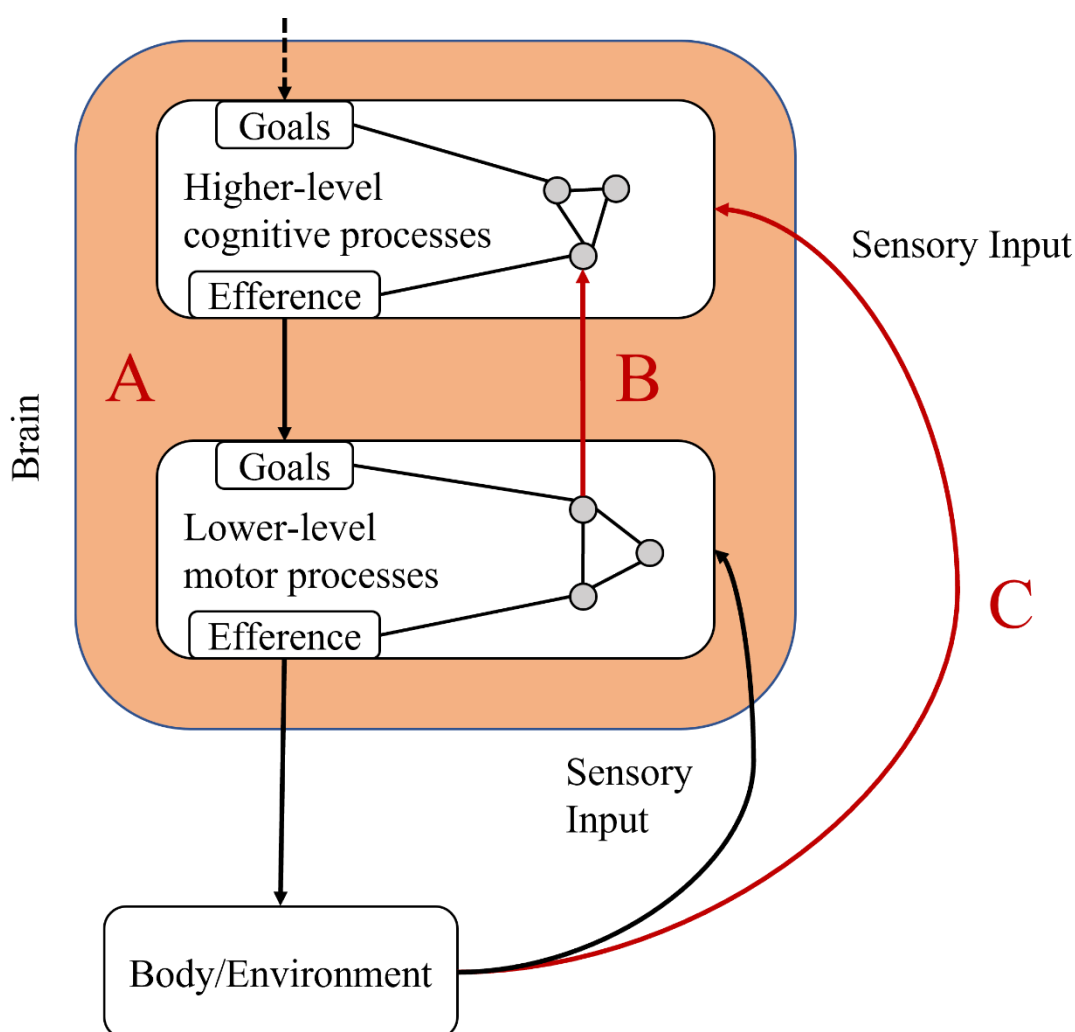 Goals
Higher-level
cognitive processes
Efference
Sensory Input
A
B
Brain
Goals
Lower-level
motor processes
Efference
C
Sensory
Input
Body/Environment